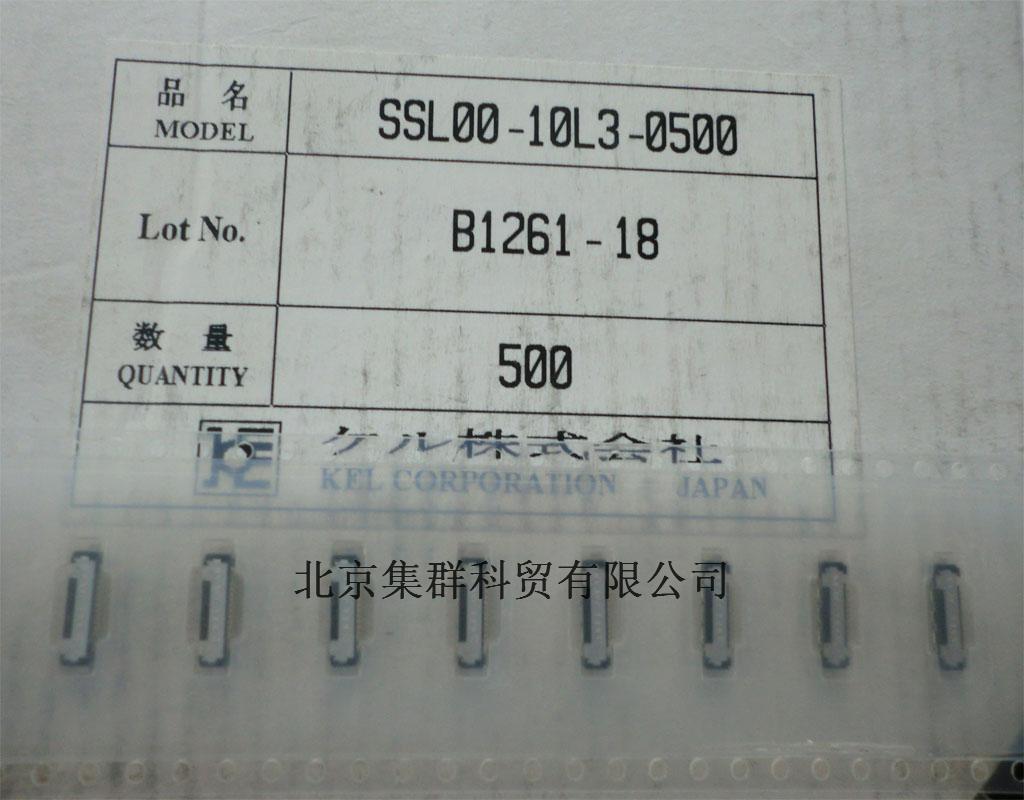 品名
MODEL
SSL00-10L3-0500
Lot No.
B1261-18
数量
QUANTITY
500
KEL
ケル株式会社
KEL CORPORATION JAPAN
北京集群科贸有限公司